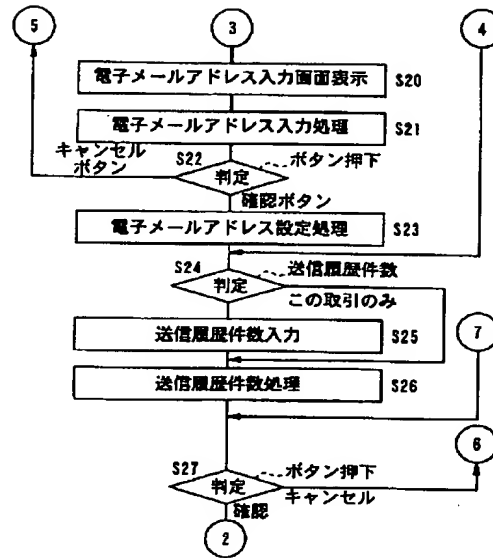 5
3
4
電子メールアドレス入力画面表示 S20
電子メールアドレス入力処理 S21
キャンセル
ボタン
S22
ボタン押下
判定
確認ボタン
電子メールアドレス設定処理 S23
S24
送信履歴件数
判定
この取引のみ
送信履歴件数入力 S25
7
送信履歴件数処理 S26
6
S27
ボタン押下
判定
キャンセル
確認
2